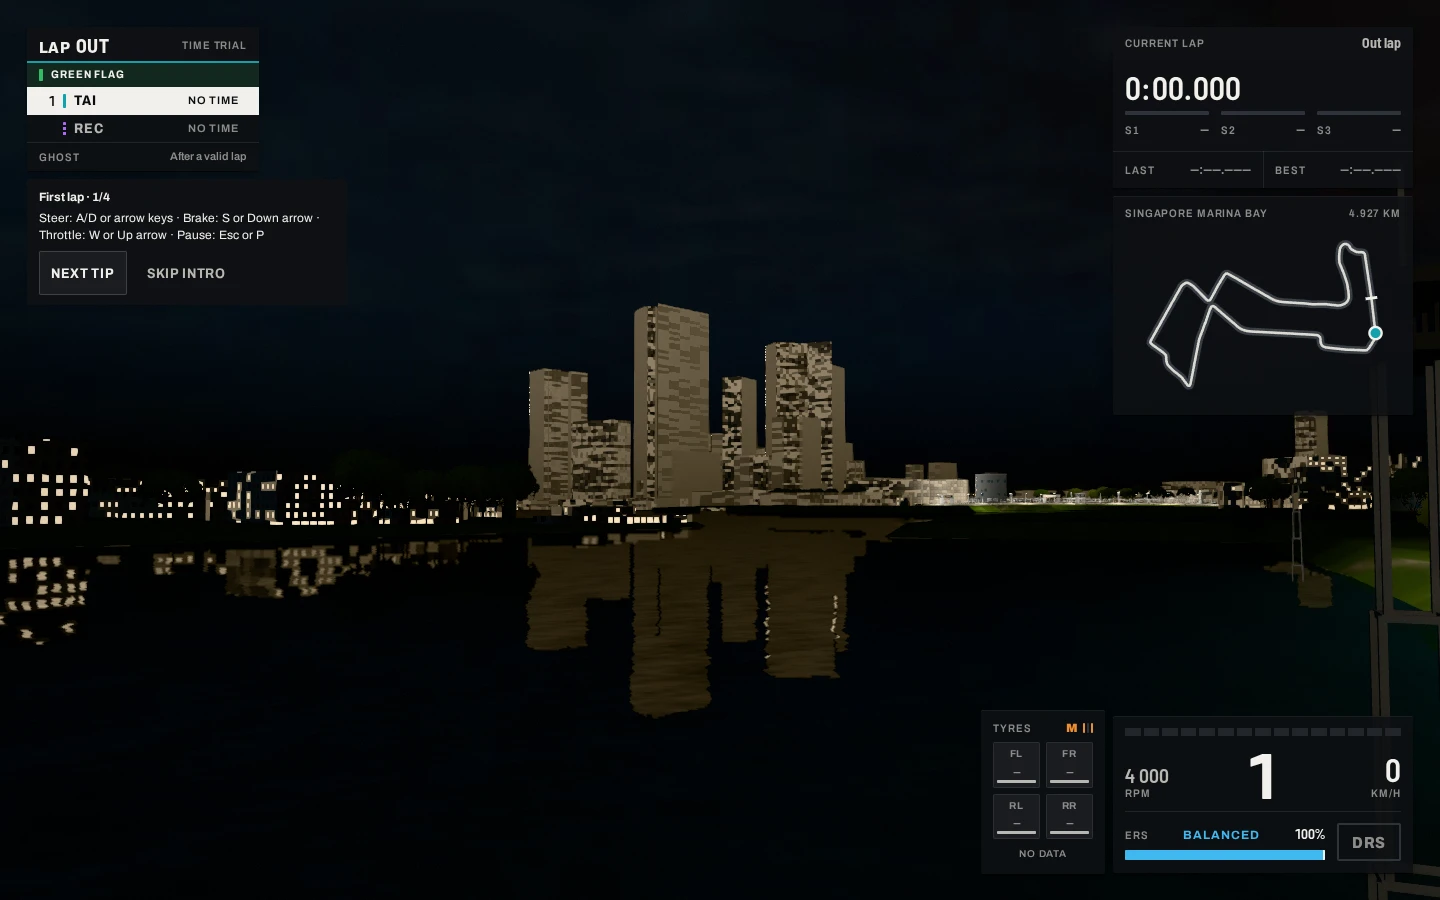 LAP OUT TIME TRIAL
GREEN FLAG
1 TAI NO TIME
REC NO TIME
GHOST After a valid lap
First lap · 1/4
Steer: A/D or arrow keys · Brake: S or Down arrow ·
Throttle: W or Up arrow · Pause: Esc or P
NEXT TIP SKIP INTRO
CURRENT LAP Out lap
0:00.000
S1 – S2 – S3 –
LAST –:––.––– BEST –:––.–––
SINGAPORE MARINA BAY 4.927 KM
TYRES M
FL FR
– –
RL RR
– –
NO DATA
4 000 1 0
RPM KM/H
ERS BALANCED 100% DRS